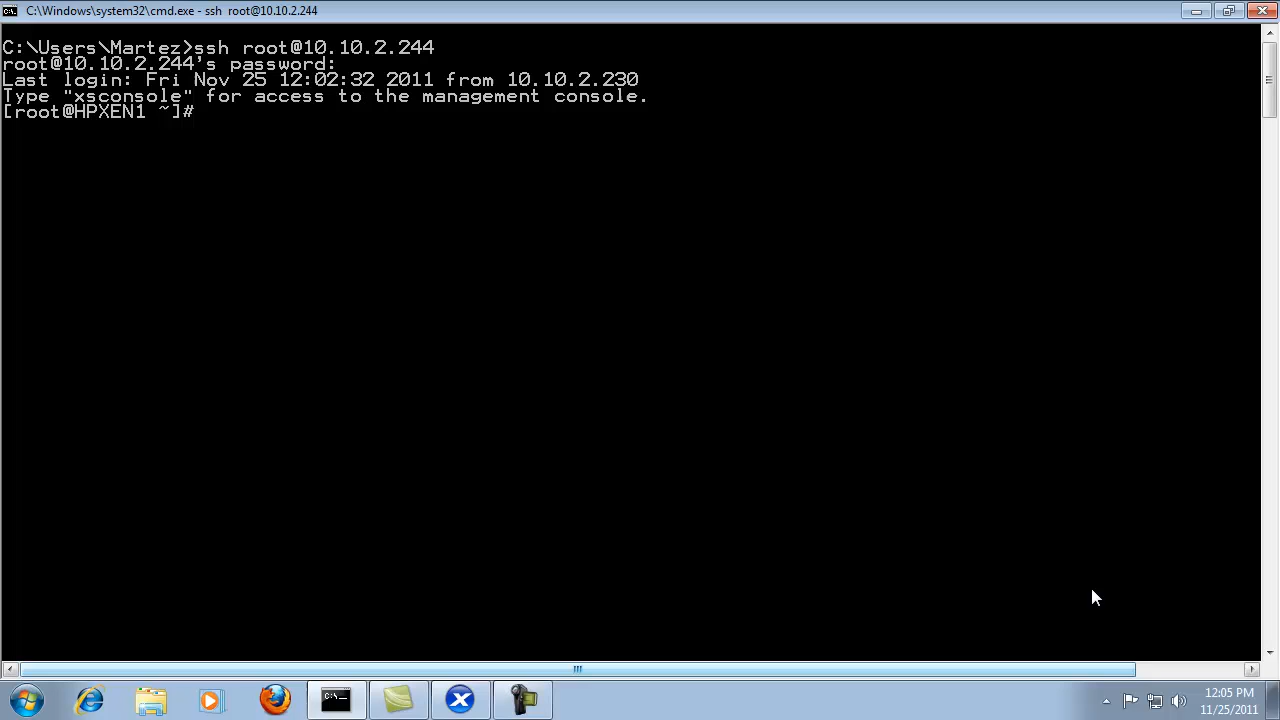 C:\Windows\system32\cmd.exe - ssh root@10.10.2.244
C:\Users\Martez>ssh root@10.10.2.244
root@10.10.2.244's password:
Last login: Fri Nov 25 12:02:32 2011 from 10.10.2.230
Type "xsconsole" for access to the management console.
[root@HPXEN1 ~]#
12:05 PM
11/25/2011